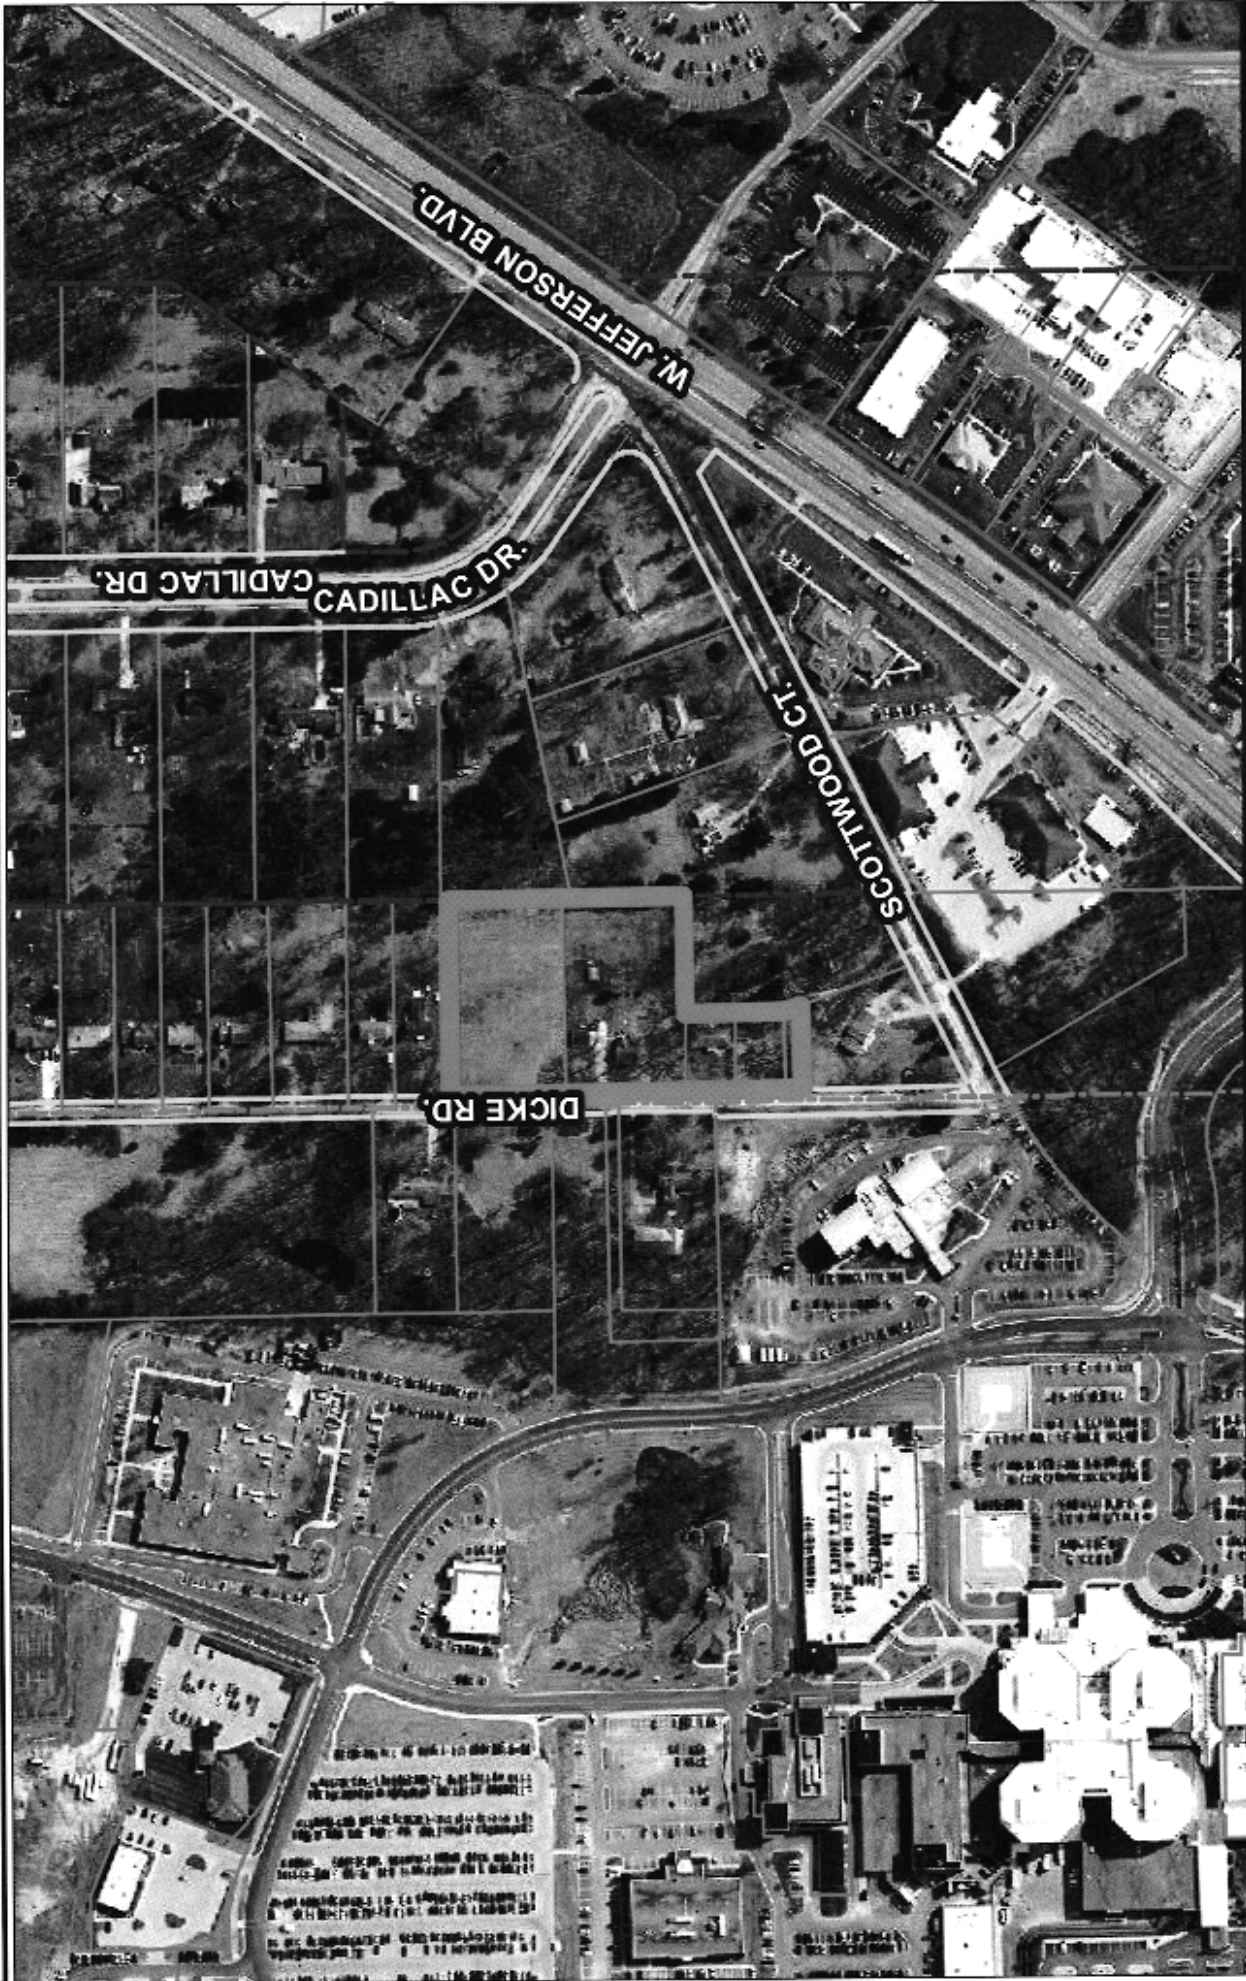 W. JEFFERSON BLVD.
CADILLAC DR.
CADILLAC DR.
SCOTTWOOD CT.
DICKE RD.